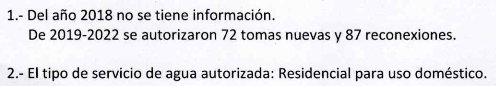 1.- Del año 2018 no se tiene información.
De 2019-2022 se autorizaron 72 tomas nuevas y 87 reconexiones.
2.- El tipo de servicio de agua autorizada: Residencial para uso doméstico.